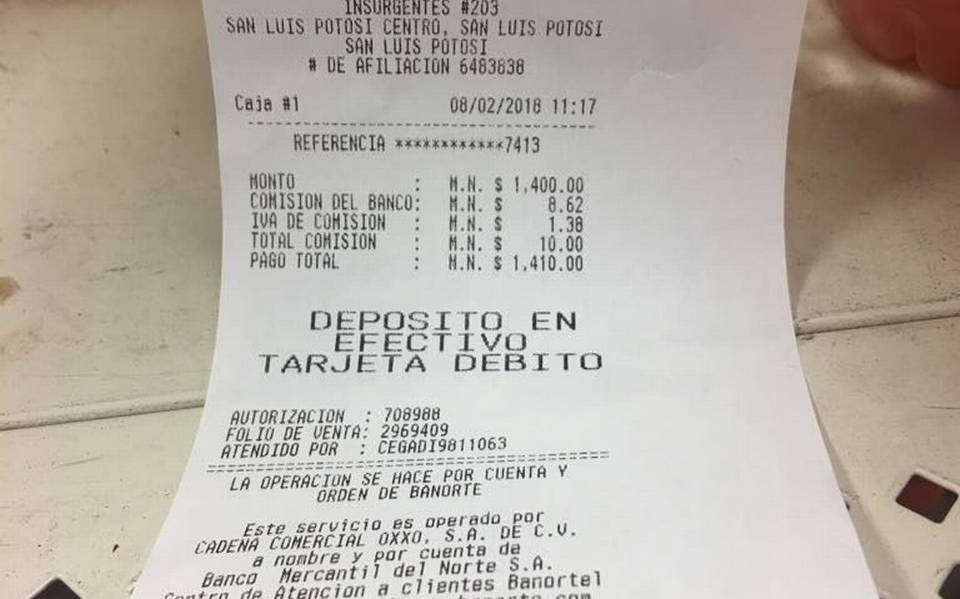 INSURGENTES #203
SAN LUIS POTOSI CENTRO, SAN LUIS POTOSI
SAN LUIS POTOSI
# DE AFILIACION 6483838
Caja #1 08/02/2018 11:17
REFERENCIA ************7413
MONTO : M.N. $ 1,400.00
COMISION DEL BANCO: M.N. $ 8.62
IVA DE COMISION : M.N. $ 1.38
TOTAL COMISION : M.N. $ 10.00
PAGO TOTAL : M.N. $ 1,410.00
DEPOSITO EN
EFECTIVO
TARJETA DEBITO
AUTORIZACION : 708988
FOLIO DE VENTA: 2969409
ATENDIDO POR : CEGADI9811063
LA OPERACION SE HACE POR CUENTA Y
ORDEN DE BANORTE
Este servicio es operado por
CADENA COMERCIAL OXXO, S.A. DE C.V.
a nombre y por cuenta de
Banco Mercantil del Norte S.A.
Centro de Atencion a clientes Banortel